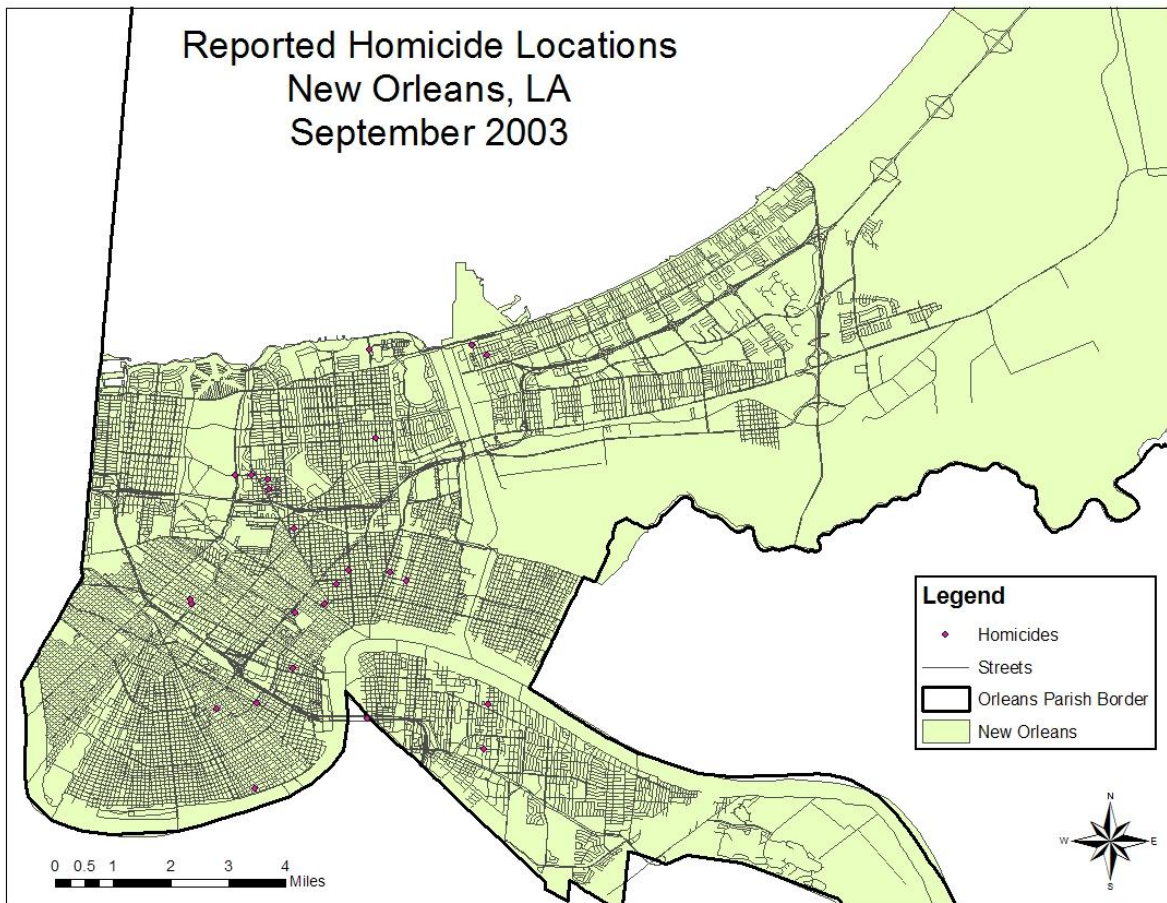 Reported Homicide Locations
New Orleans, LA
September 2003
Legend
Homicides
Streets
Orleans Parish Border
New Orleans
0 0.5 1 2 3 4
Miles
N
W E
S